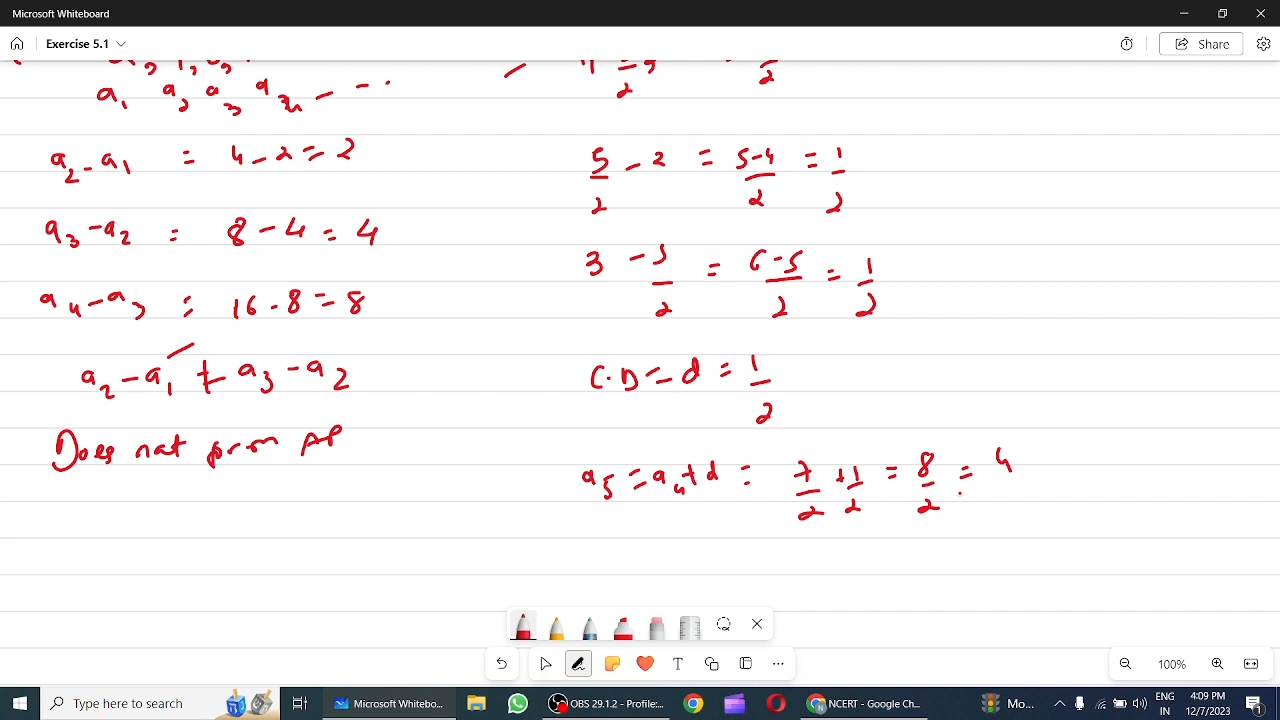 Microsoft Whiteboard
Exercise 5.1
Share
a₁ a₂ a₃ a₄ - - ..
a₂ - a₁ = 4 - 2 = 2
a₃ - a₂ = 8 - 4 = 4
a₄ - a₃ = 16 - 8 = 8
a₂ - a₁ ≠ a₃ - a₂
Does not form AP
5/2 - 2 = 5-4/2 = 1/2
3 - 5/2 = 6-5/2 = 1/2
C.D = d = 1/2
a₅ = a₄ + d = 7/2 + 1/2 = 8/2 = 4
100%
Type here to search
Microsoft Whitebo...
OBS 29.1.2 - Profile...
NCERT - Google Ch...
Mo...
ENG
IN
4:09 PM
12/7/2023